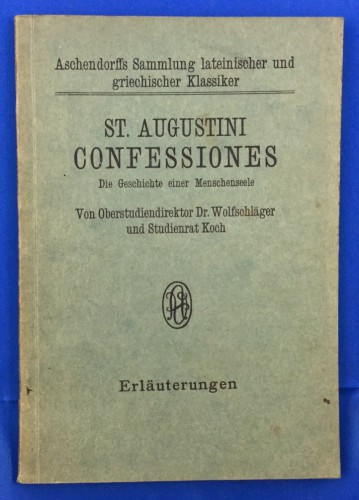 Aschendorffs Sammlung lateinischer und
griechischer Klassiker
ST. AUGUSTINI
CONFESSIONES
Die Geschichte einer Menschenseele
Von Oberstudiendirektor Dr. Wolfschläger
und Studienrat Koch
Erläuterungen